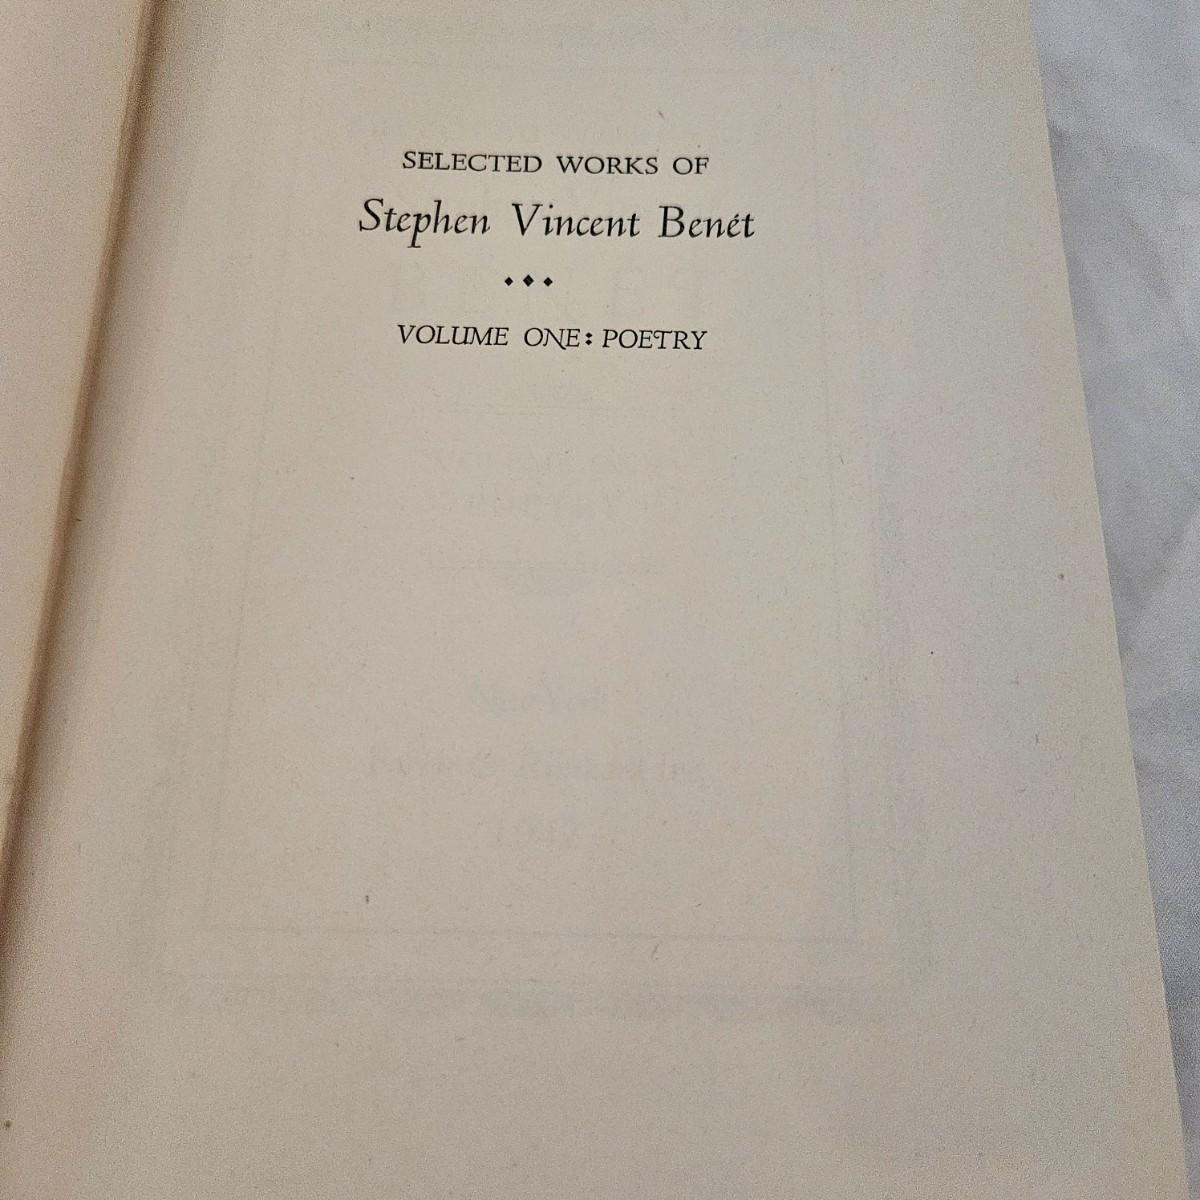 SELECTED WORKS OF
Stephen Vincent Benét
VOLUME ONE: POETRY